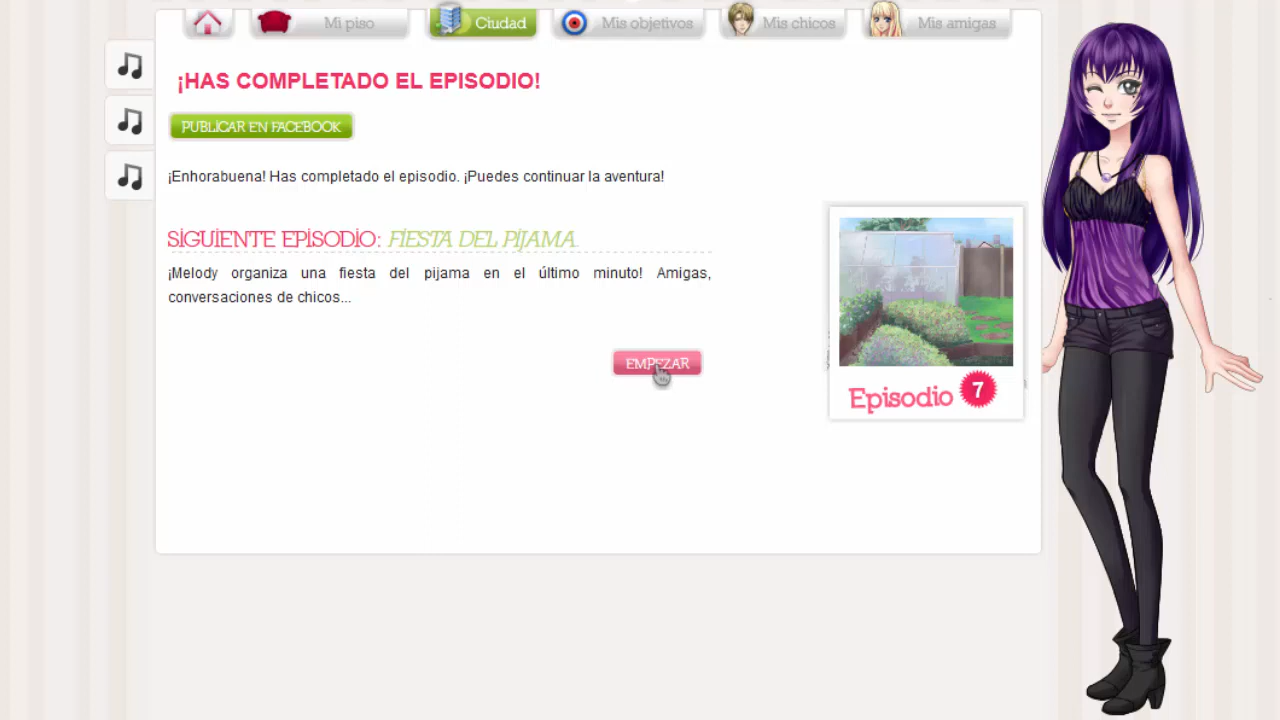 Mi piso
Ciudad
Mis objetivos
Mis chicos
Mis amigas
¡HAS COMPLETADO EL EPISODIO!
PUBLICAR EN FACEBOOK
¡Enhorabuena! Has completado el episodio. ¡Puedes continuar la aventura!
SIGUIENTE EPISODIO: FIESTA DEL PIJAMA.
¡Melody organiza una fiesta del pijama en el último minuto! Amigas,
conversaciones de chicos...
EMPEZAR
Episodio 7